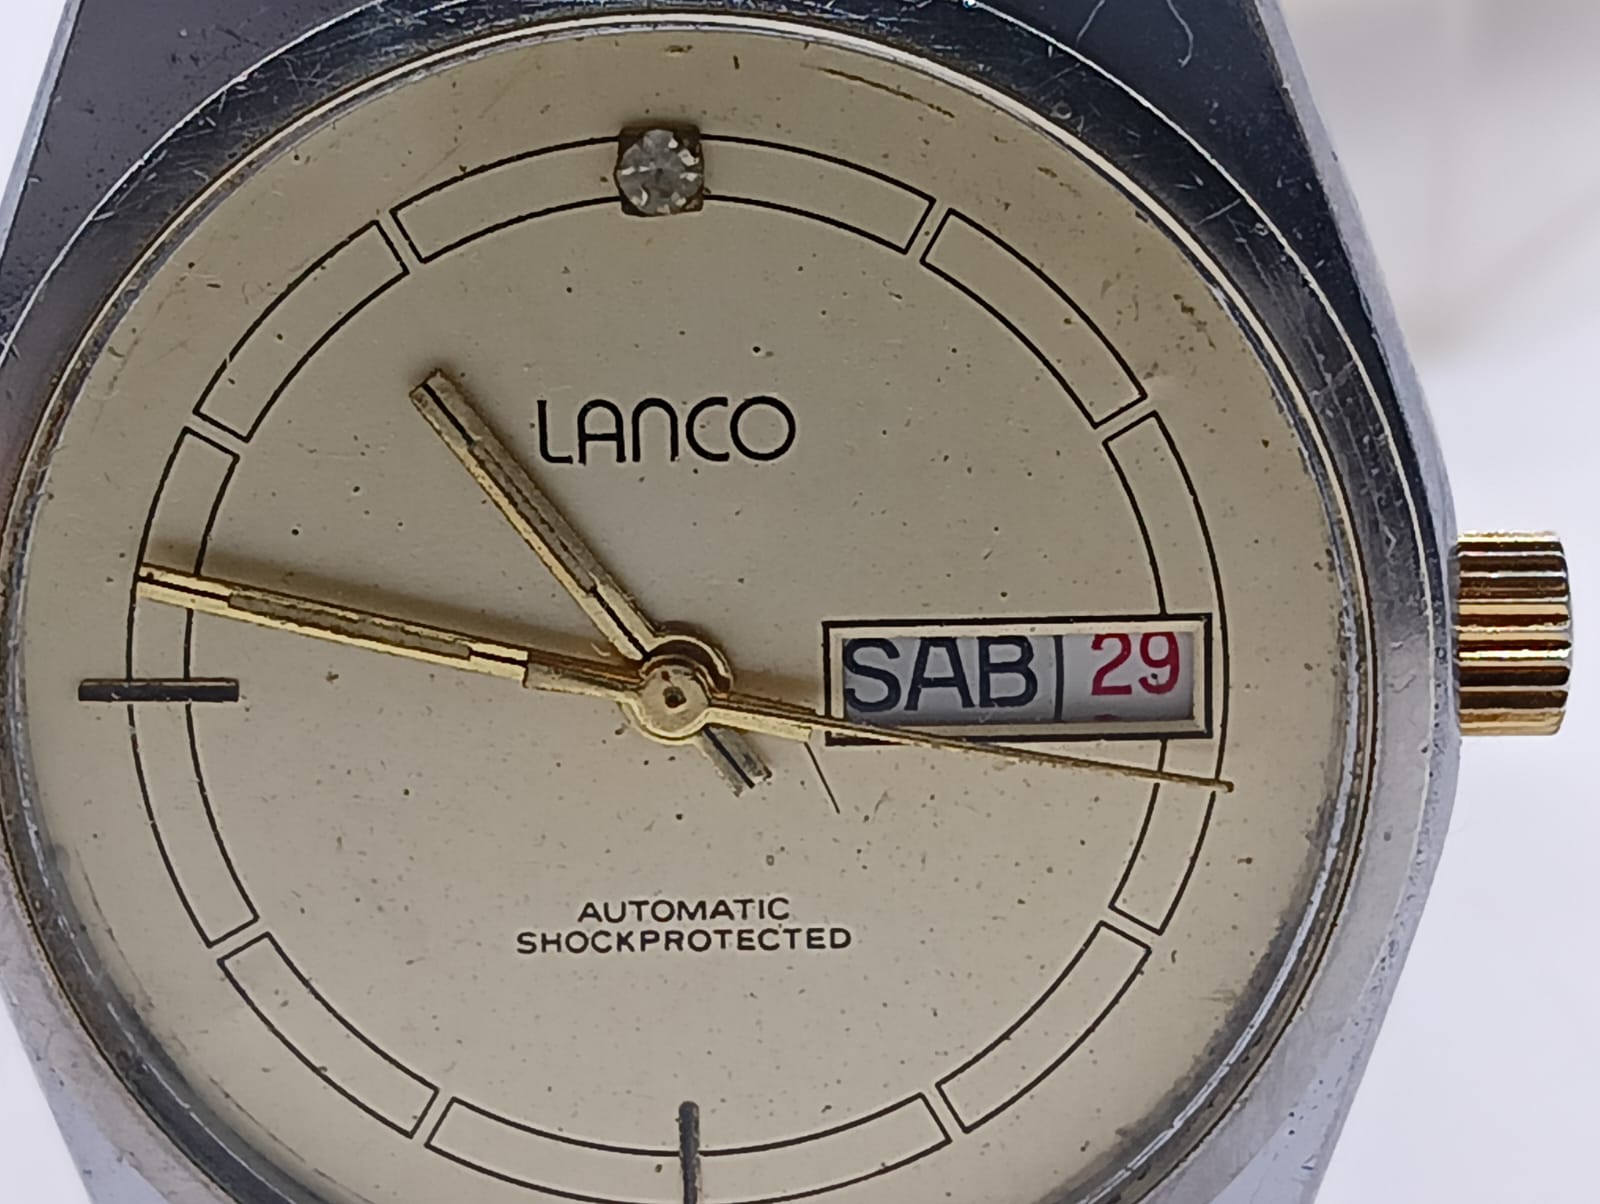 LANCO
SAB 29
AUTOMATIC
SHOCKPROTECTED